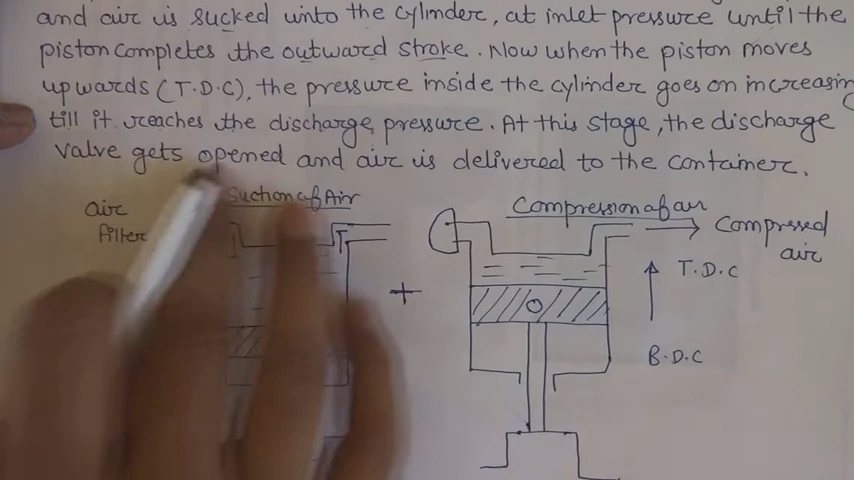 and air is sucked into the cylinder, at inlet pressure until the
piston completes the outward stroke. Now when the piston moves
upwards (T.D.C), the pressure inside the cylinder goes on increasing
till it reaches the discharge pressure. At this stage, the discharge
valve gets opened and air is delivered to the container.
air
filter
Suction of Air
+
Compression of air
Compressed
air
T.D.C
B.D.C